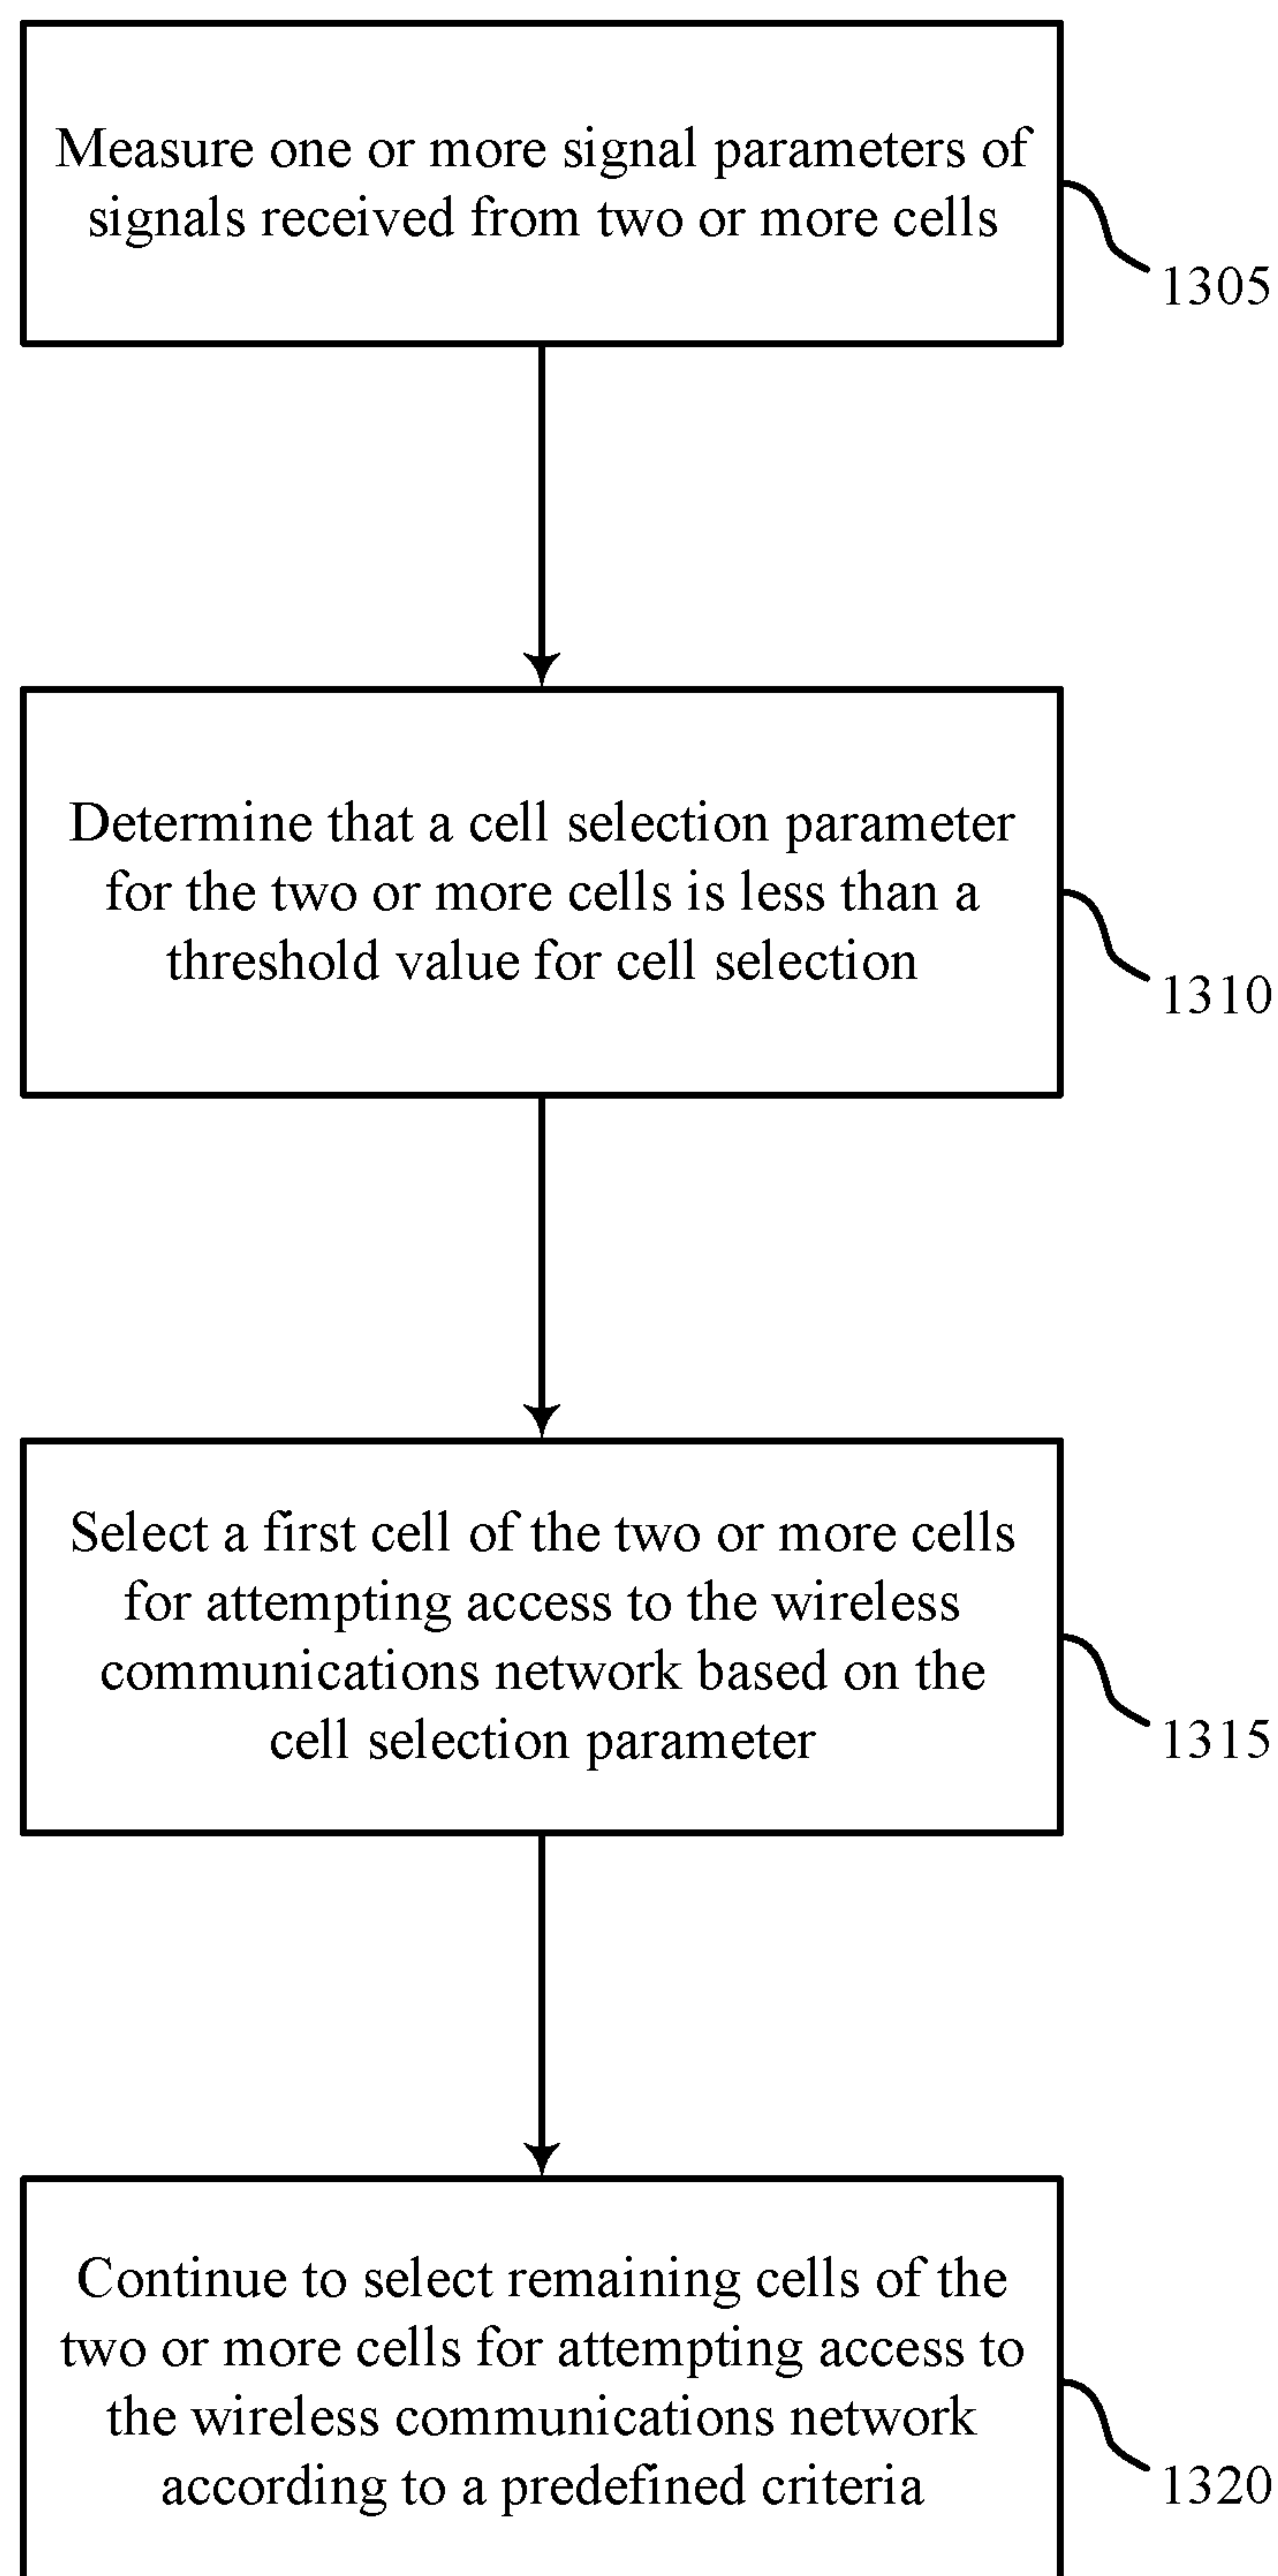 Measure one or more signal parameters of
signals received from two or more cells
1305
Determine that a cell selection parameter
for the two or more cells is less than a
threshold value for cell selection
1310
Select a first cell of the two or more cells
for attempting access to the wireless
communications network based on the
cell selection parameter
1315
Continue to select remaining cells of the
two or more cells for attempting access to
the wireless communications network
according to a predefined criteria
1320